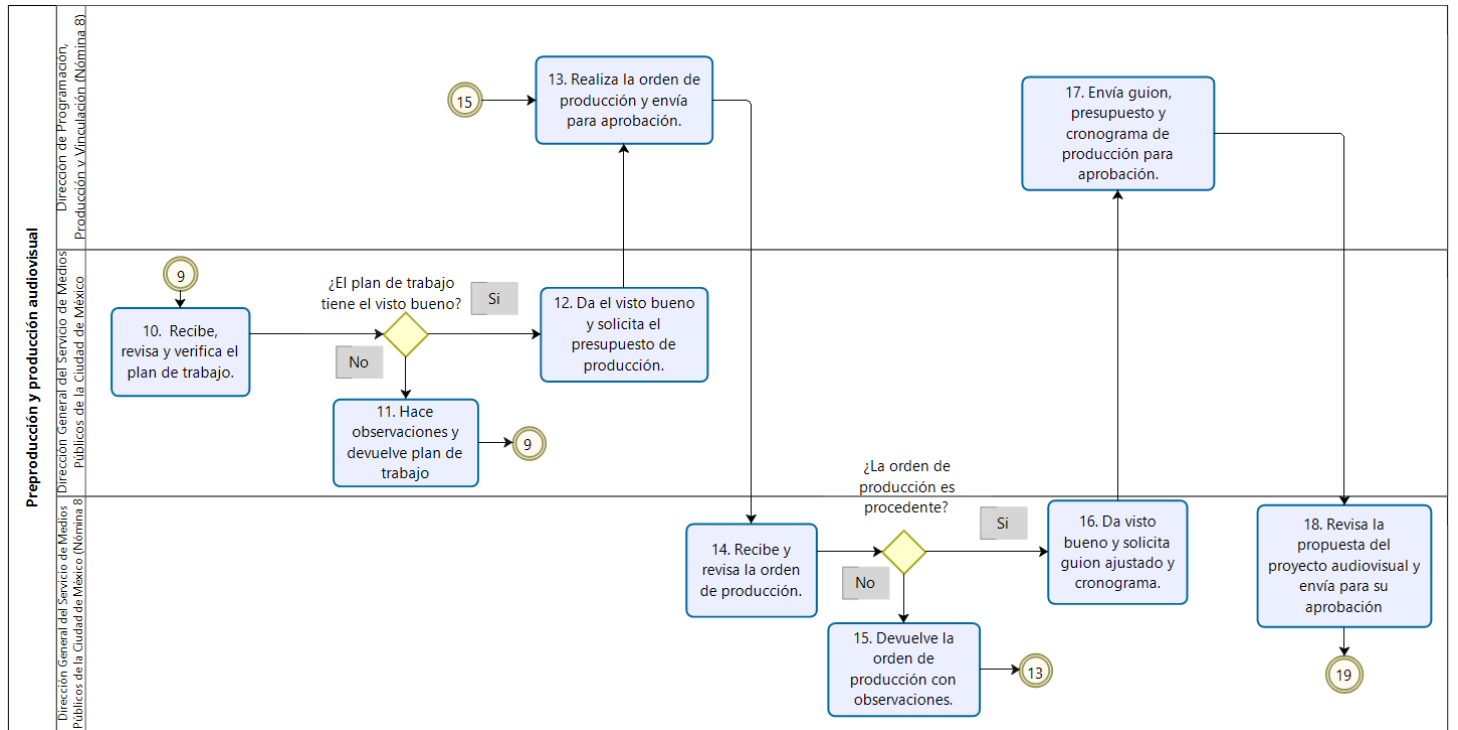 Preproducción y producción audiovisual
Dirección de Programación,
Producción y Vinculación (Nómina 8)
15
13. Realiza la orden de
producción y envía
para aprobación.
17. Envía guion,
presupuesto y
cronograma de
producción para
aprobación.
Dirección General del Servicio de Medios
Públicos de la Ciudad de México
9
10. Recibe,
revisa y verifica el
plan de trabajo.
¿El plan de trabajo
tiene el visto bueno?
Si
No
12. Da el visto bueno
y solicita el
presupuesto de
producción.
11. Hace
observaciones y
devuelve plan de
trabajo
9
Dirección General del Servicio de Medios
Públicos de la Ciudad de México (Nómina 8
14. Recibe y
revisa la orden
de producción.
¿La orden de
producción es
procedente?
Si
No
16. Da visto
bueno y solicita
guion ajustado y
cronograma.
15. Devuelve la
orden de
producción con
observaciones.
13
18. Revisa la
propuesta del
proyecto audiovisual y
envía para su
aprobación
19